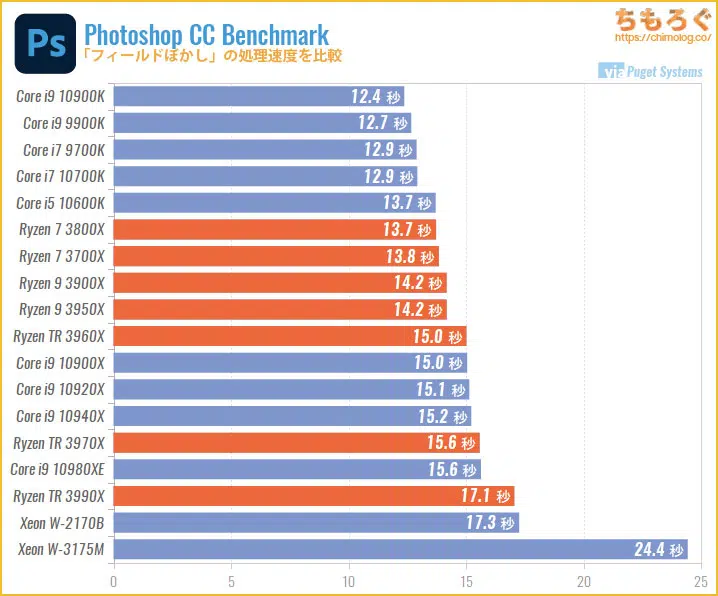 Ps
Photoshop CC Benchmark
「フィールドぼかし」の処理速度を比較
ちもろぐ
https://chimolog.co/
via Puget Systems
Core i9 10900K 12.4 秒
Core i9 9900K 12.7 秒
Core i7 9700K 12.9 秒
Core i7 10700K 12.9 秒
Core i5 10600K 13.7 秒
Ryzen 7 3800X 13.7 秒
Ryzen 7 3700X 13.8 秒
Ryzen 9 3900X 14.2 秒
Ryzen 9 3950X 14.2 秒
Ryzen TR 3960X 15.0 秒
Core i9 10900X 15.0 秒
Core i9 10920X 15.1 秒
Core i9 10940X 15.2 秒
Ryzen TR 3970X 15.6 秒
Core i9 10980XE 15.6 秒
Ryzen TR 3990X 17.1 秒
Xeon W-2170B 17.3 秒
Xeon W-3175M 24.4 秒
0 5 10 15 20 25